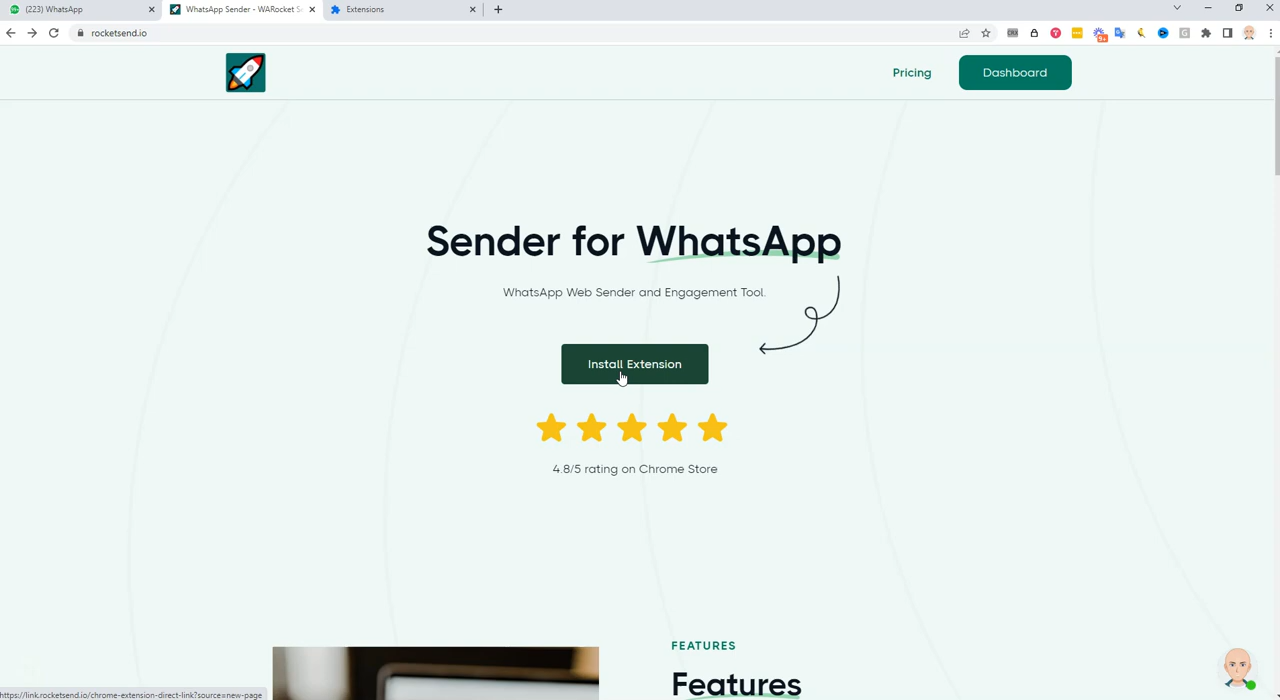 (223) WhatsApp
WhatsApp Sender - WARocket S
Extensions
rocketsend.io
9+
Pricing
Dashboard
Sender for WhatsApp
WhatsApp Web Sender and Engagement Tool.
Install Extension
4.8/5 rating on Chrome Store
FEATURES
Features
https://link.rocketsend.io/chrome-extension-direct-link?source=new-page